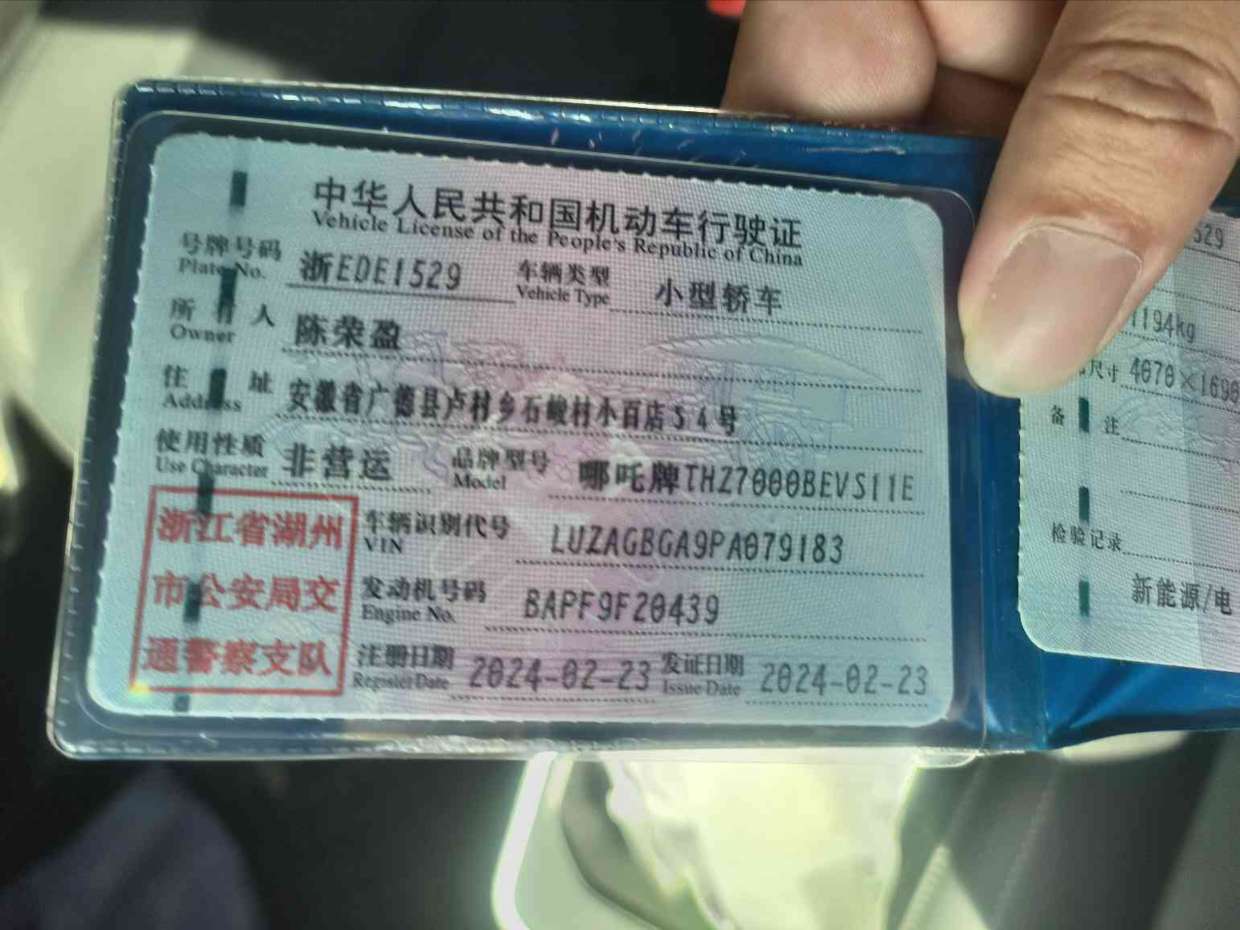 中华人民共和国机动车行驶证
Vehicle License of the People's Republic of China
号牌号码 浙EDE1529 车辆类型 小型轿车
Plate No. Vehicle Type
所有人 陈荣盈
Owner
住址 安徽省广德县卢村乡石峻村小百店54号
Address
使用性质 非营运 品牌型号 哪吒牌THZ7000BEVS11E
Use Character Model
浙江省湖州
市公安局交
通警察支队
车辆识别代号 LUZAGBGA9PA079183
VIN
发动机号码 BAPF9F20439
Engine No.
注册日期 2024-02-23 发证日期 2024-02-23
Register Date Issue Date
529
1194kg
尺寸 4070×1690
备注
检验记录
新能源/电